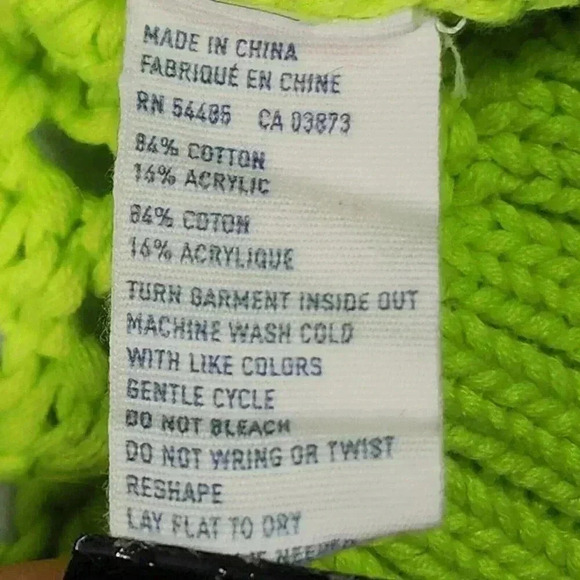 MADE IN CHINA
FABRIQUÉ EN CHINE
RN 54485 CA 03873
84% COTTON
16% ACRYLIC
84% COTON
16% ACRYLIQUE
TURN GARMENT INSIDE OUT
MACHINE WASH COLD
WITH LIKE COLORS
GENTLE CYCLE
DO NOT BLEACH
DO NOT WRING OR TWIST
RESHAPE
LAY FLAT TO DRY
IF NEEDED